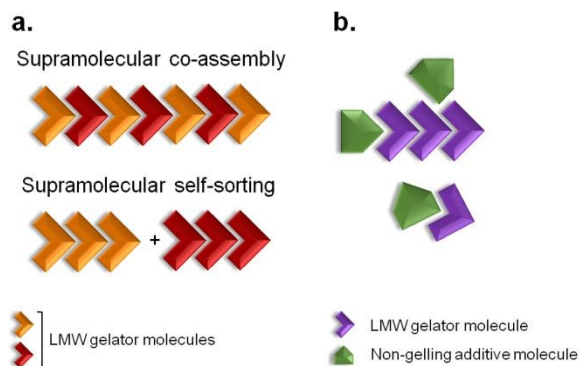 a.
Supramolecular co-assembly
Supramolecular self-sorting
+
LMW gelator molecules
b.
LMW gelator molecule
Non-gelling additive molecule